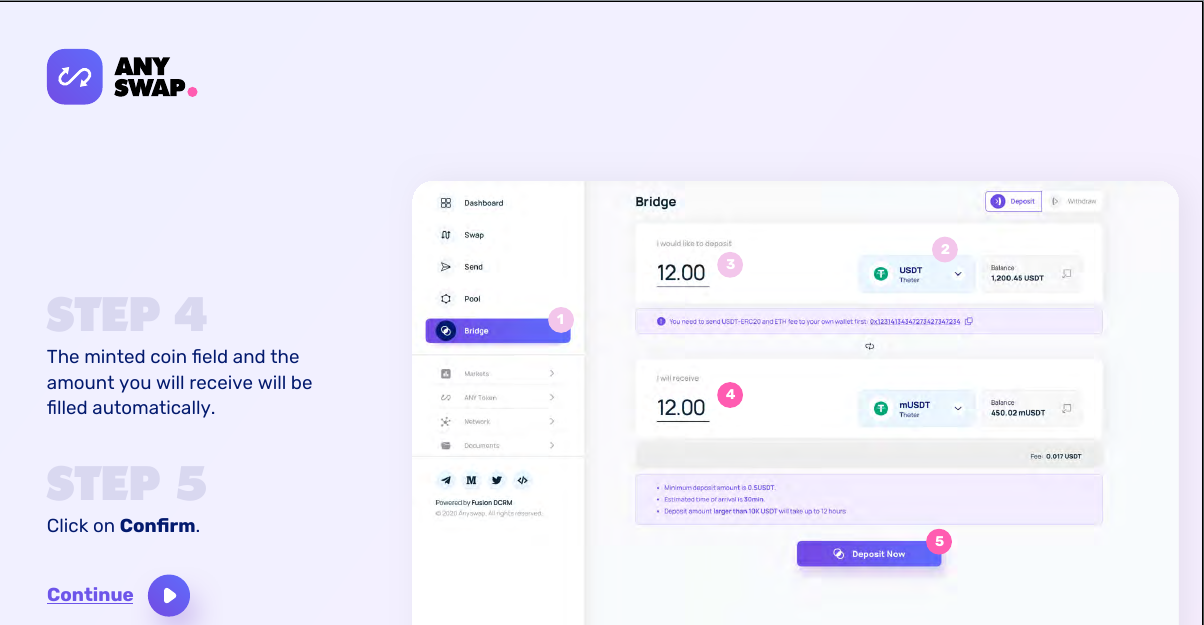 ANY
SWAP.
STEP 4
The minted coin field and the
amount you will receive will be
filled automatically.
STEP 5
Click on Confirm.
Continue
Dashboard
Swap
Send
Pool
Bridge
1
Markets
ANY Token
Network
Documents
Powered by Fusion DCRM
© 2020 Anyswap. All rights reserved.
Bridge
Deposit
Withdraw
I would like to deposit
12.00
3
2
USDT
Theter
Balance
1,200.45 USDT
You need to send USDT-ERC20 and ETH fee to your own wallet first:
I will receive
12.00
4
mUSDT
Theter
Balance
450.02 mUSDT
Fee: 0.017 USDT
Minimum deposit amount is 0.5USDT.
Estimated time of arrival is 30min.
Deposit amount larger than 10K USDT will take up to 12 hours
Deposit Now
5